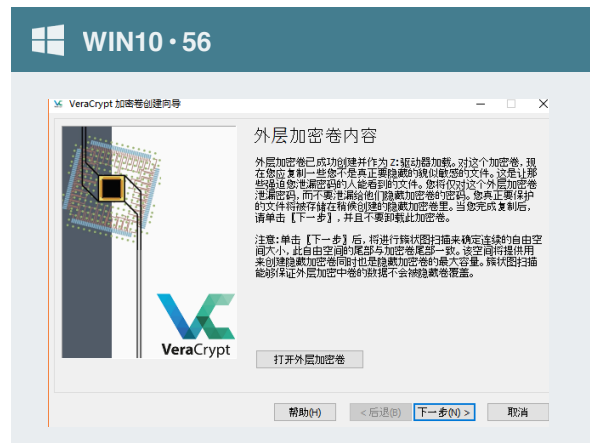 WIN10·56
VeraCrypt 加密卷创建向导
外层加密卷内容
外层加密卷已成功创建并作为 Z:驱动器加载。对这个加密卷，现
在您应复制一些您不是真正要隐藏的貌似敏感的文件。这是让那
些强迫您泄漏密码的人能看到的文件。您将仅对这个外层加密卷
泄漏密码，而不要泄漏给他们隐藏加密卷的密码。您真正要保护
的文件将被存储在稍候创建的隐藏加密卷里。当您完成复制后，
请单击【下一步】，并且不要卸载此加密卷。
注意:单击【下一步】后，将进行簇状图扫描来确定连续的自由空
间大小，此自由空间的尾部与加密卷尾部一致。该空间将提供用
来创建隐藏加密卷同时也是隐藏加密卷的最大容量。簇状图扫描
能够保证外层加密中卷的数据不会被隐藏卷覆盖。
VeraCrypt
打开外层加密卷
帮助(H) < 后退(B) 下一步(N) > 取消